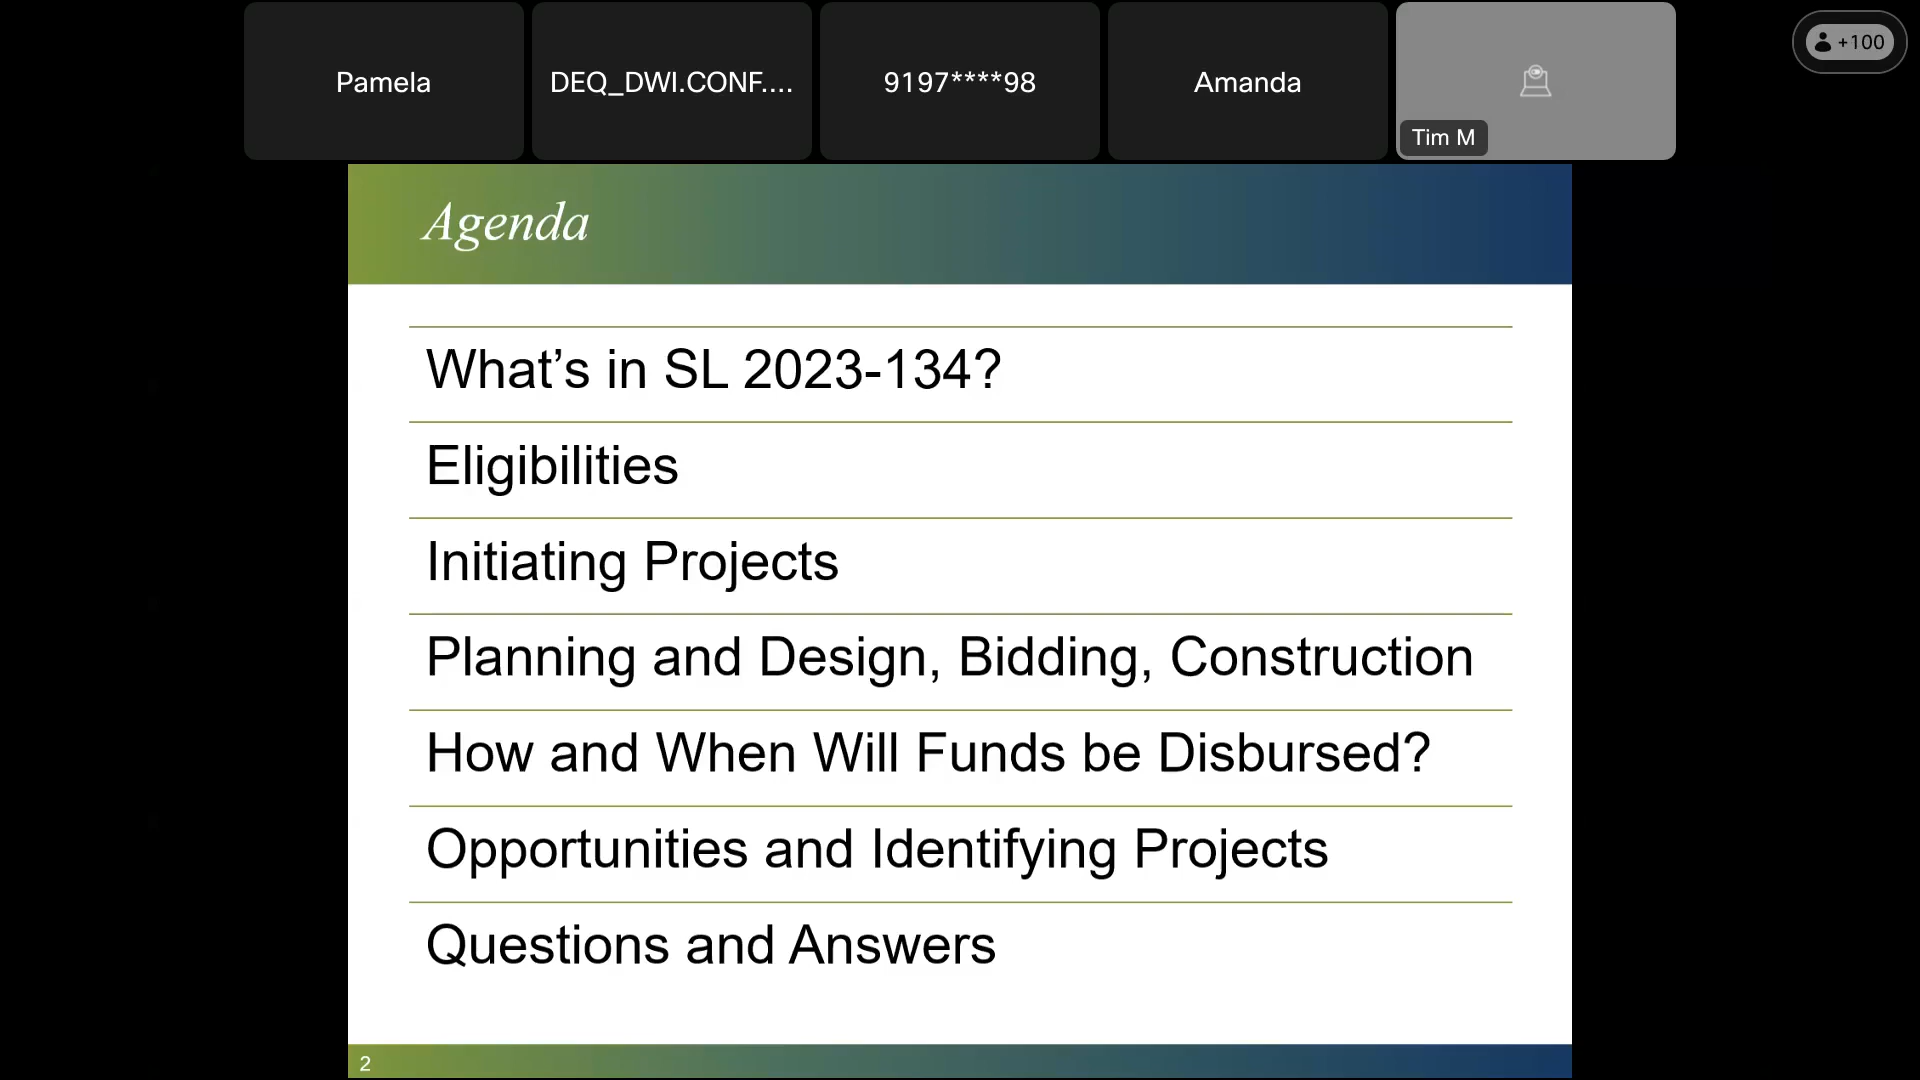 Pamela
DEQ_DWI.CONF....
9197****98
Amanda
Tim M
+100
Agenda
What’s in SL 2023-134?
Eligibilities
Initiating Projects
Planning and Design, Bidding, Construction
How and When Will Funds be Disbursed?
Opportunities and Identifying Projects
Questions and Answers
2